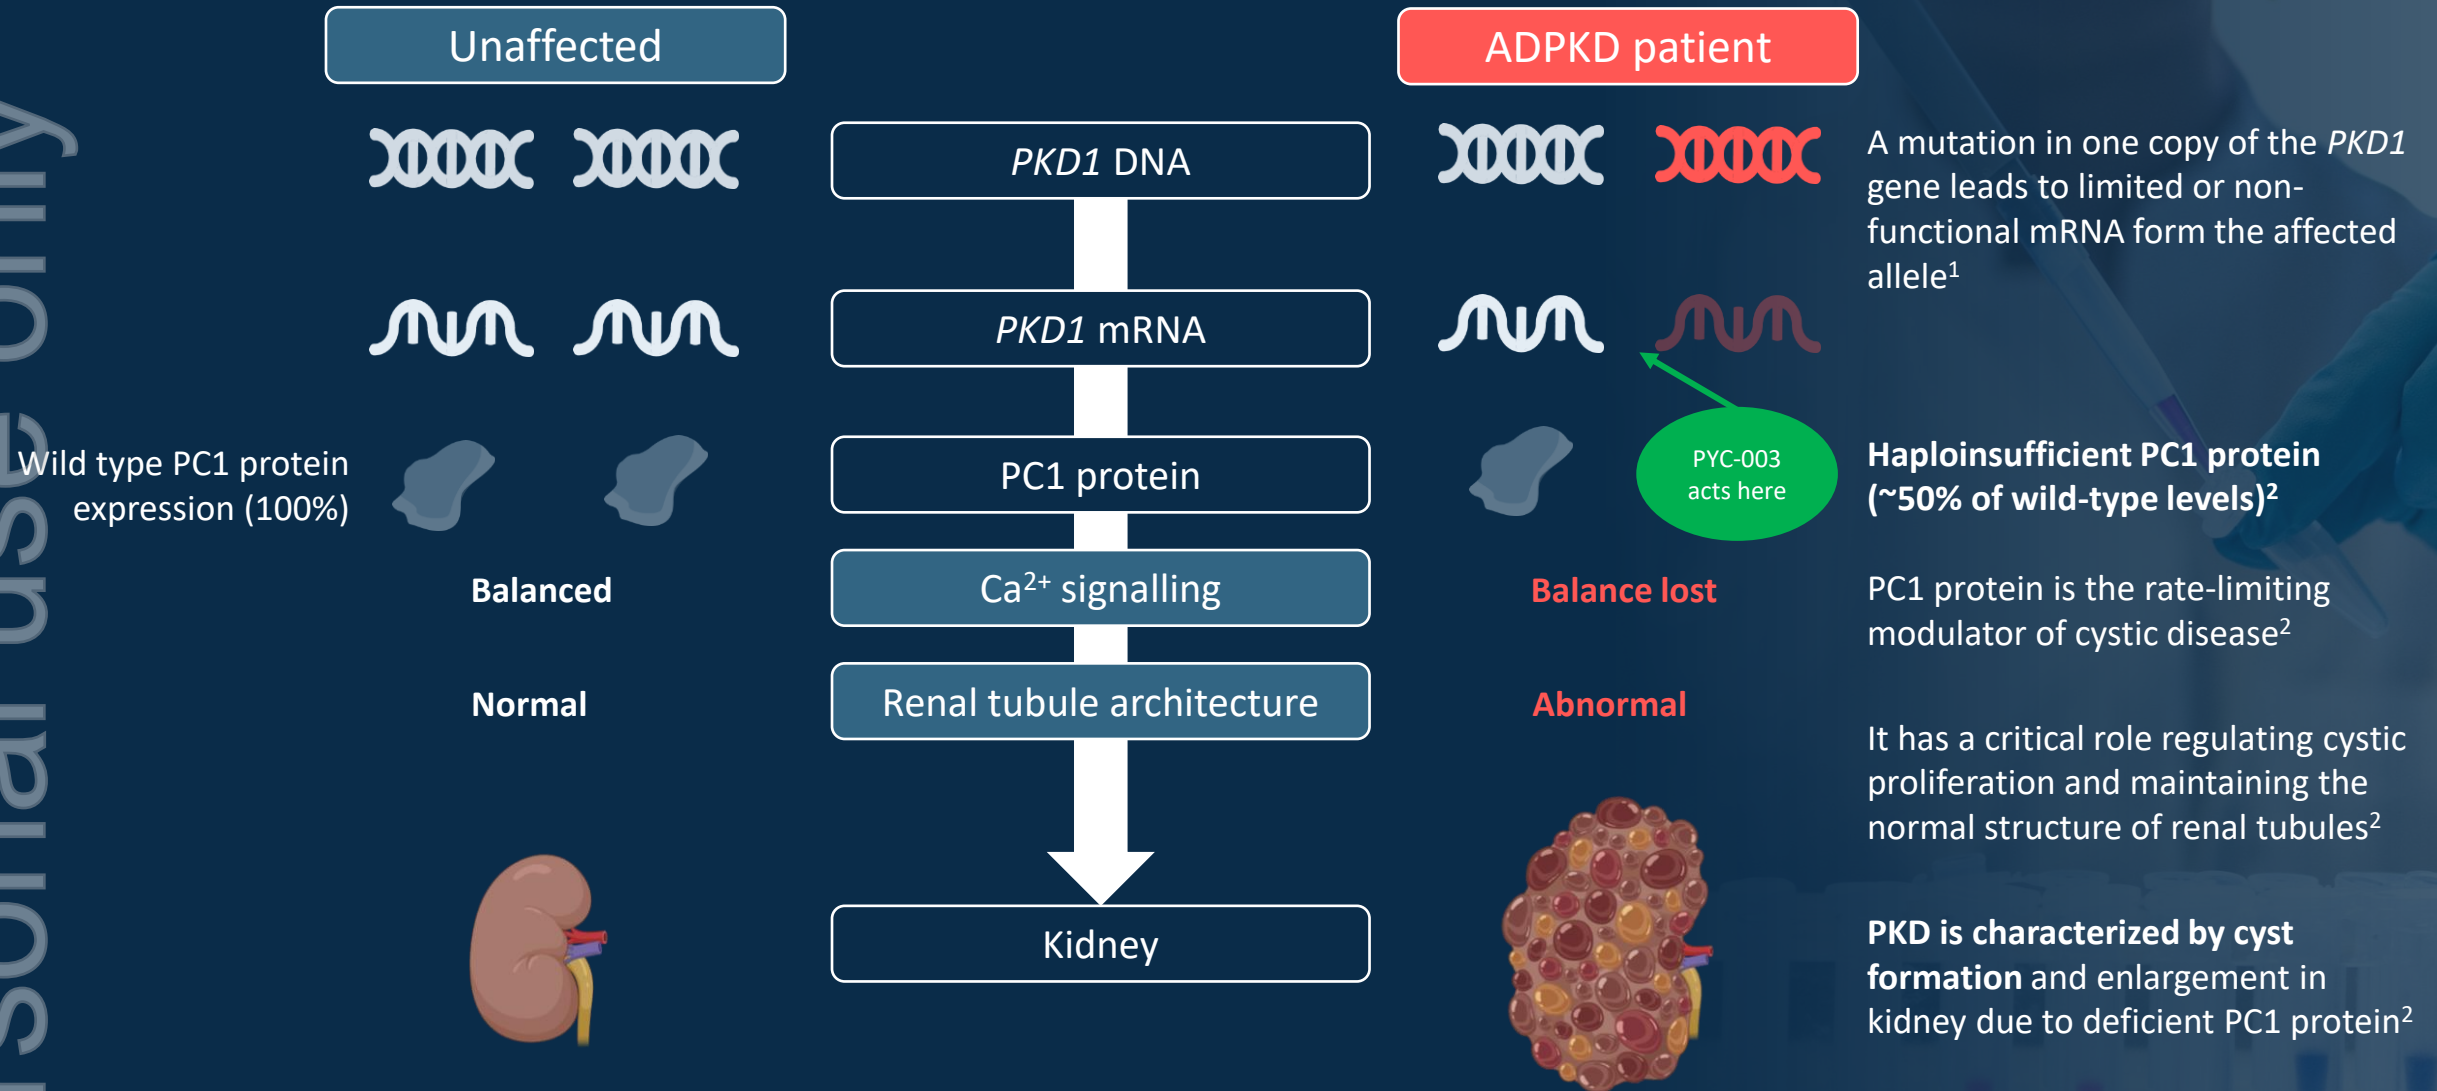 Unaffected
ADPKD patient
PKD1 DNA
A mutation in one copy of the PKD1
gene leads to limited or non-
functional mRNA form the affected
allele¹
PKD1 mRNA
Wild type PC1 protein
expression (100%)
PC1 protein
PYC-003
acts here
Haploinsufficient PC1 protein
(~50% of wild-type levels)²
Balanced
Ca²⁺ signalling
Balance lost
PC1 protein is the rate-limiting
modulator of cystic disease²
Normal
Renal tubule architecture
Abnormal
It has a critical role regulating cystic
proliferation and maintaining the
normal structure of renal tubules²
Kidney
PKD is characterized by cyst
formation and enlargement in
kidney due to deficient PC1 protein²
rsonal use only